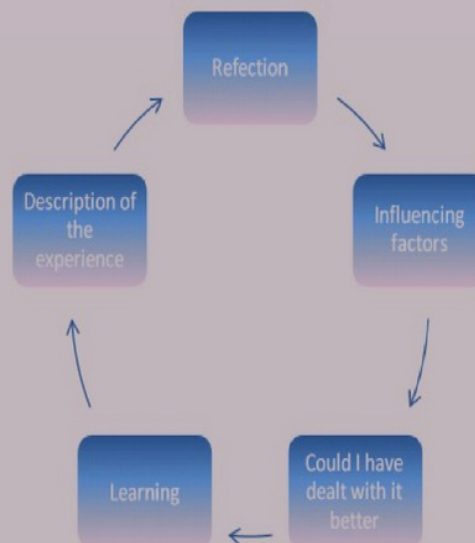 Refection
Description of
the
experience
Influencing
factors
Learning
Could I have
dealt with it
better